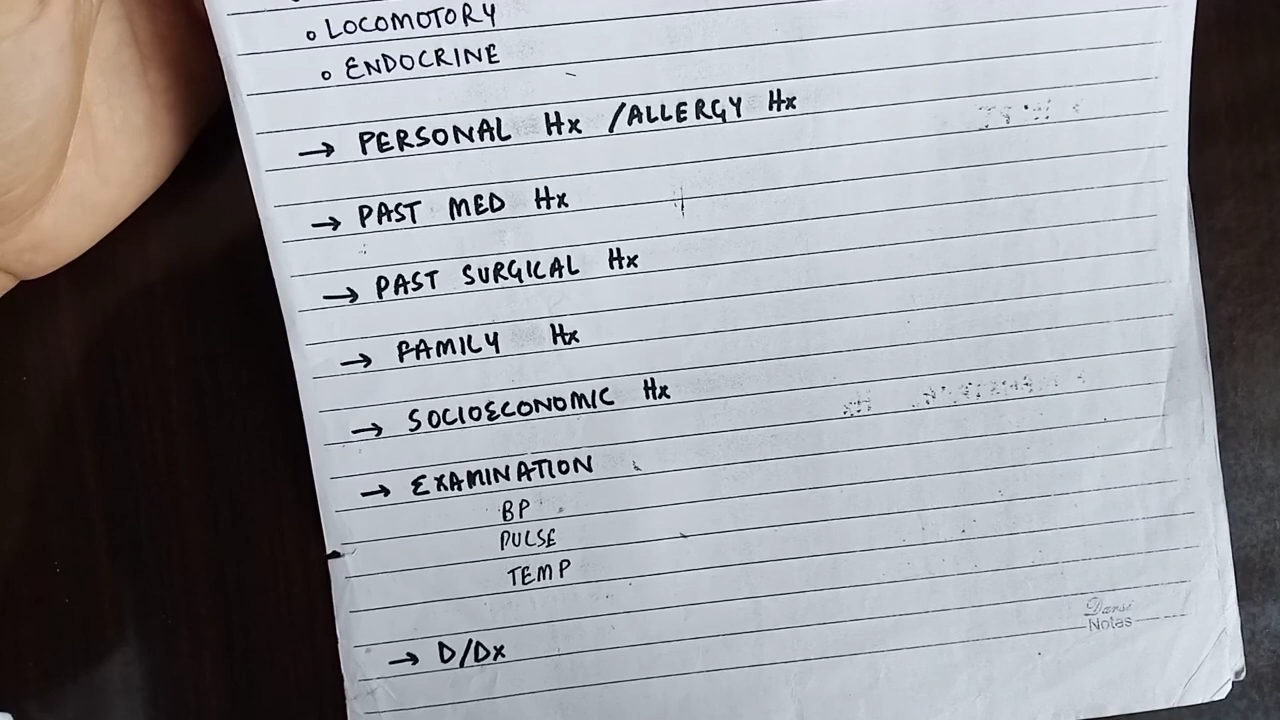 o LOCOMOTORY
o ENDOCRINE
→ PERSONAL Hx / ALLERGY Hx
→ PAST MED Hx
→ PAST SURGICAL Hx
→ FAMILY Hx
→ SOCIOECONOMIC Hx
→ EXAMINATION
BP
PULSE
TEMP
Notes
→ D/Dx